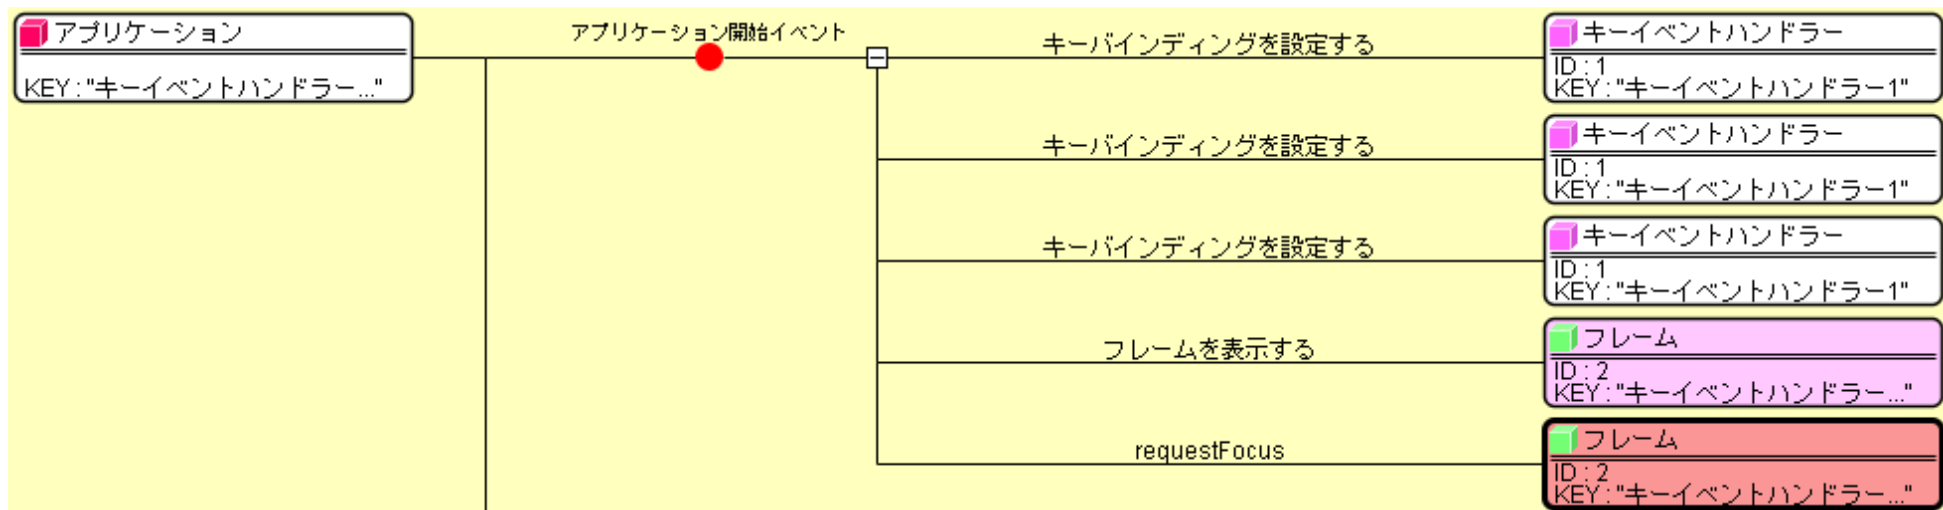 アプリケーション
KEY : "キーイベントハンドラー..."
アプリケーション開始イベント
キーバインディングを設定する
キーイベントハンドラー
ID : 1
KEY : "キーイベントハンドラー1"
キーバインディングを設定する
キーイベントハンドラー
ID : 1
KEY : "キーイベントハンドラー1"
キーバインディングを設定する
キーイベントハンドラー
ID : 1
KEY : "キーイベントハンドラー1"
フレームを表示する
フレーム
ID : 2
KEY : "キーイベントハンドラー..."
requestFocus
フレーム
ID : 2
KEY : "キーイベントハンドラー..."